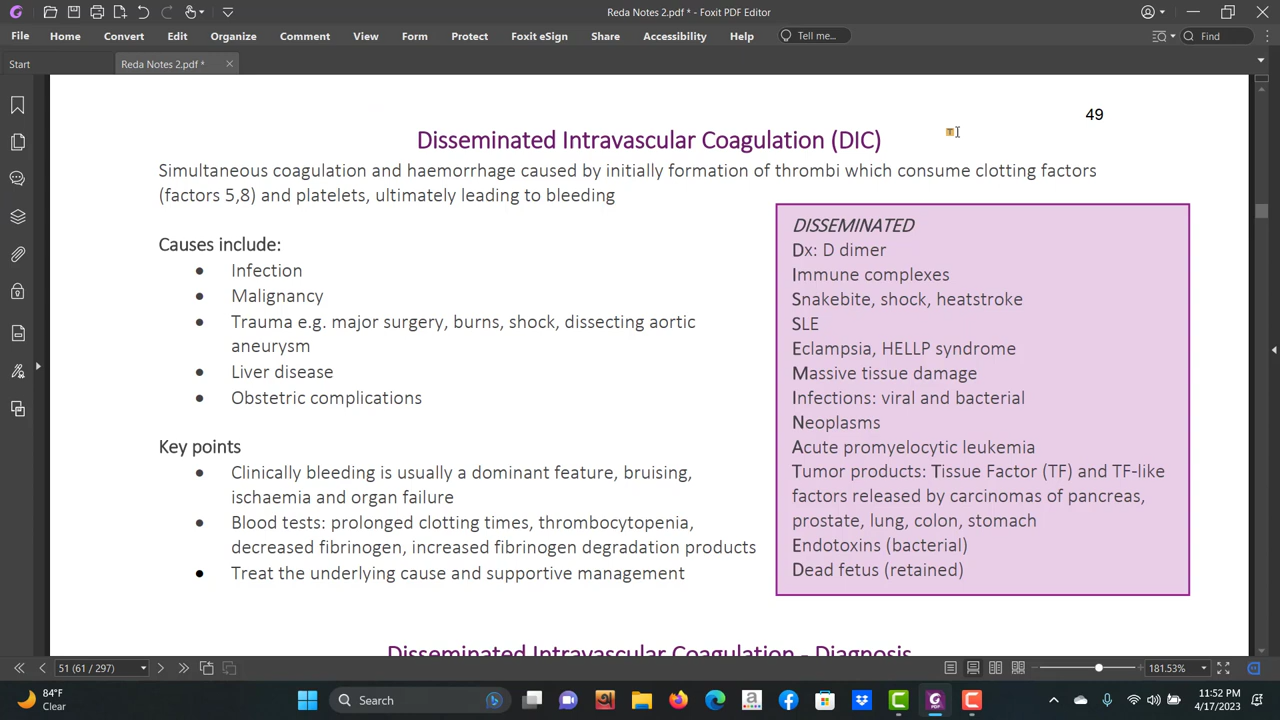 Reda Notes 2.pdf * - Foxit PDF Editor
File Home Convert Edit Organize Comment View Form Protect Foxit eSign Share Accessibility Help Tell me... Find
Start Reda Notes 2.pdf *
49
Disseminated Intravascular Coagulation (DIC)
Simultaneous coagulation and haemorrhage caused by initially formation of thrombi which consume clotting factors
(factors 5,8) and platelets, ultimately leading to bleeding
Causes include:
• Infection
• Malignancy
• Trauma e.g. major surgery, burns, shock, dissecting aortic
aneurysm
• Liver disease
• Obstetric complications
Key points
• Clinically bleeding is usually a dominant feature, bruising,
ischaemia and organ failure
• Blood tests: prolonged clotting times, thrombocytopenia,
decreased fibrinogen, increased fibrinogen degradation products
• Treat the underlying cause and supportive management
DISSEMINATED
Dx: D dimer
Immune complexes
Snakebite, shock, heatstroke
SLE
Eclampsia, HELLP syndrome
Massive tissue damage
Infections: viral and bacterial
Neoplasms
Acute promyelocytic leukemia
Tumor products: Tissue Factor (TF) and TF-like
factors released by carcinomas of pancreas,
prostate, lung, colon, stomach
Endotoxins (bacterial)
Dead fetus (retained)
Disseminated Intravascular Coagulation - Diagnosis
51 (61 / 297) 181.53%
84°F
Clear
Search
11:52 PM
4/17/2023